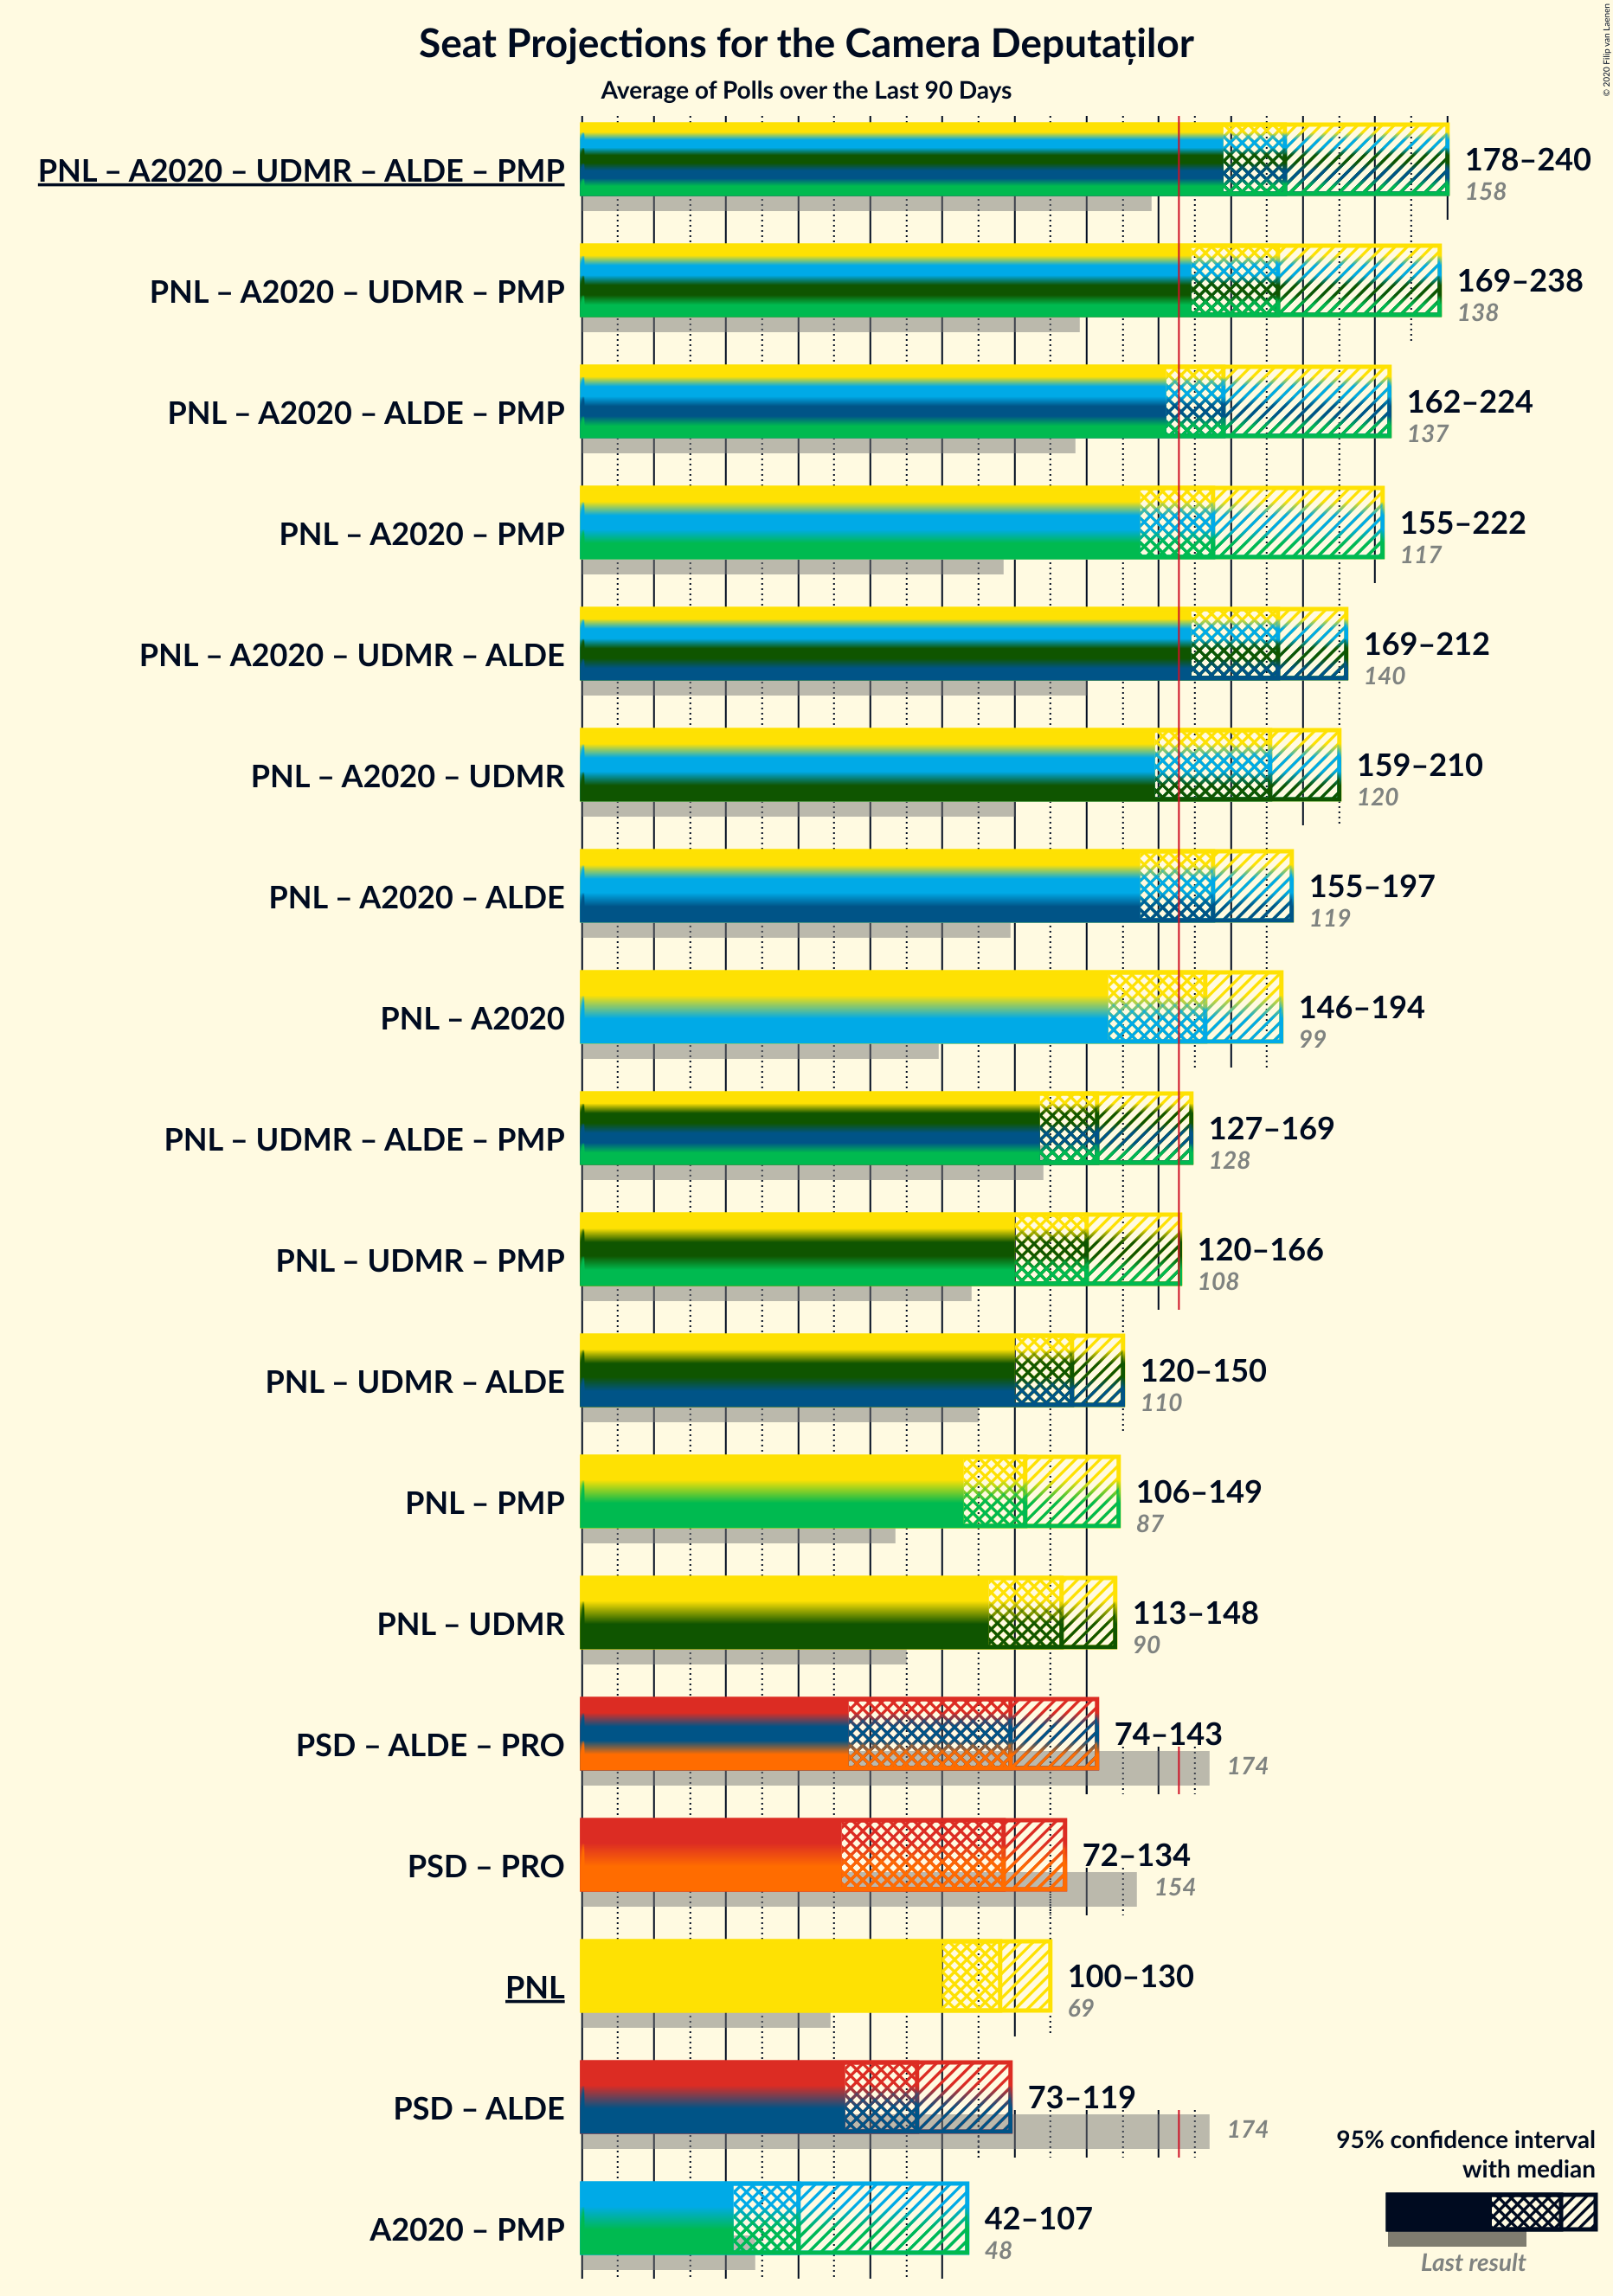 Seat Projections for the Camera Deputaților
Average of Polls over the Last 90 Days
© 2020 Filip van Laenen
PNL – A2020 – UDMR – ALDE – PMP
178–240
158
PNL – A2020 – UDMR – PMP
169–238
138
PNL – A2020 – ALDE – PMP
162–224
137
PNL – A2020 – PMP
155–222
117
PNL – A2020 – UDMR – ALDE
169–212
140
PNL – A2020 – UDMR
159–210
120
PNL – A2020 – ALDE
155–197
119
PNL – A2020
146–194
99
PNL – UDMR – ALDE – PMP
127–169
128
PNL – UDMR – PMP
120–166
108
PNL – UDMR – ALDE
120–150
110
PNL – PMP
106–149
87
PNL – UDMR
113–148
90
PSD – ALDE – PRO
74–143
174
PSD – PRO
72–134
154
PNL
100–130
69
PSD – ALDE
73–119
174
A2020 – PMP
42–107
48
95% confidence interval
with median
Last result